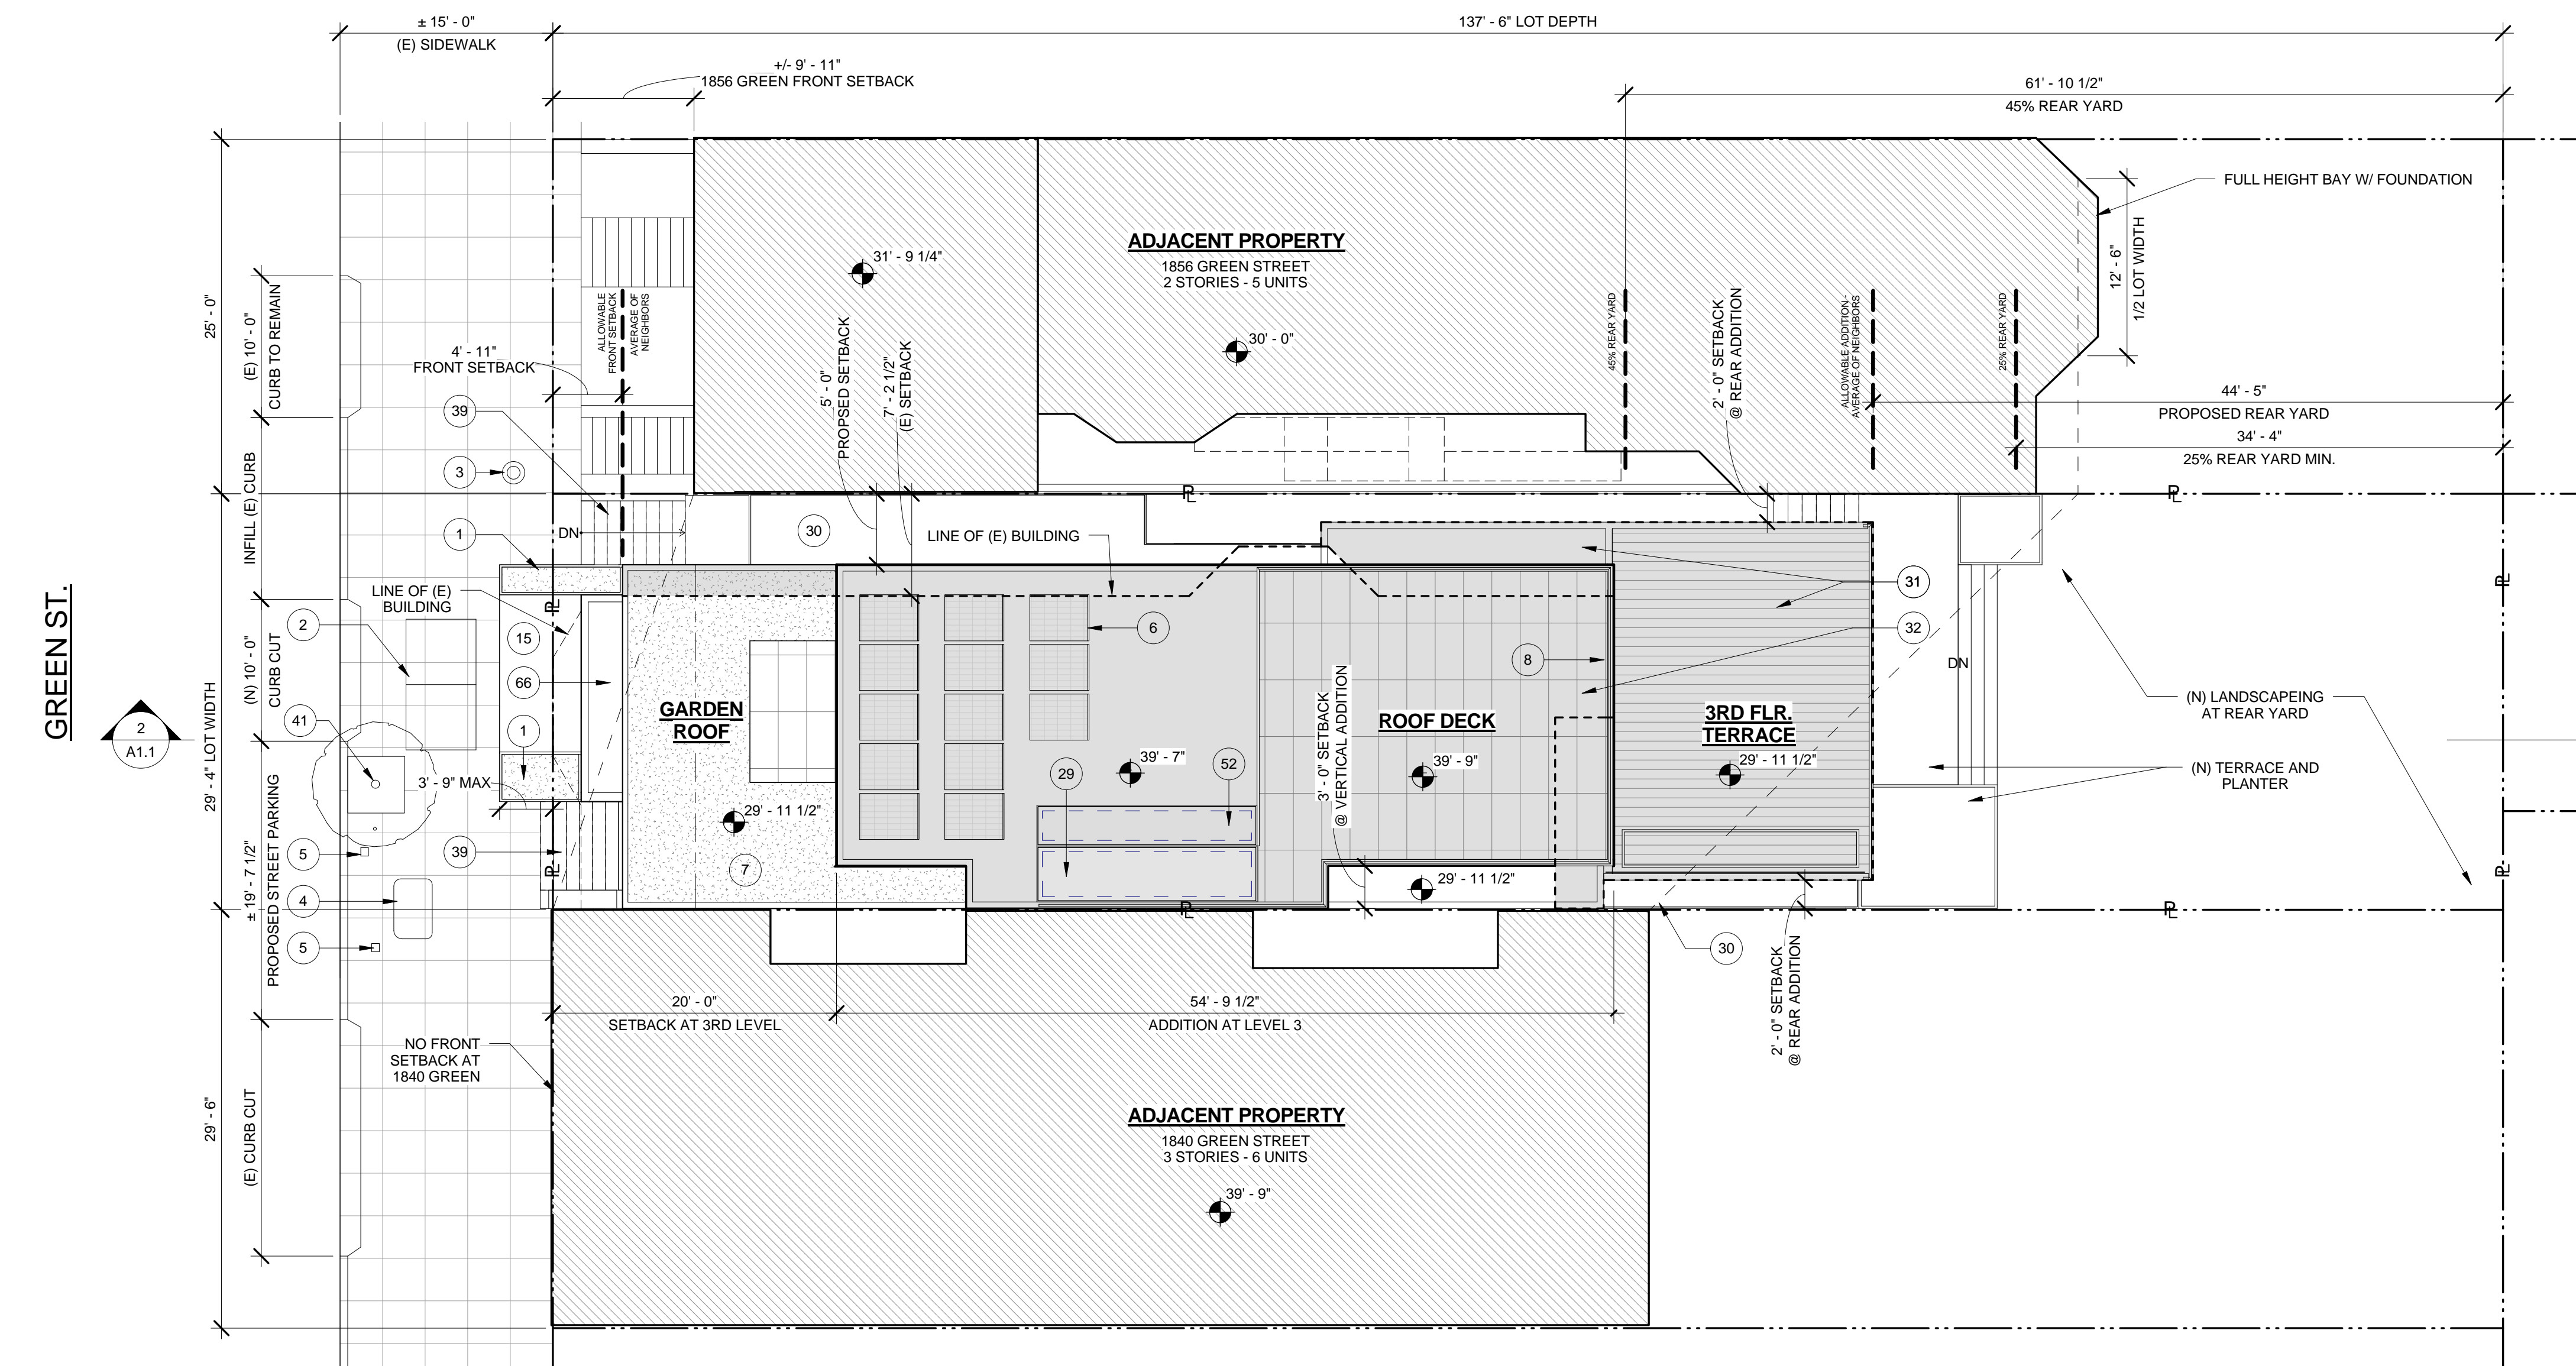 ± 15' - 0"
(E) SIDEWALK
137' - 6" LOT DEPTH
+/- 9' - 11"
1856 GREEN FRONT SETBACK
61' - 10 1/2"
45% REAR YARD
FULL HEIGHT BAY W/ FOUNDATION
12' - 6"
1/2 LOT WIDTH
ADJACENT PROPERTY
1856 GREEN STREET
2 STORIES - 5 UNITS
31' - 9 1/4"
30' - 0"
25' - 0"
(E) 10' - 0"
CURB TO REMAIN
ALLOWABLE
FRONT SETBACK
AVERAGE OF
NEIGHBORS
4' - 11"
FRONT SETBACK
5' - 0"
PROPSED SETBACK
7' - 2 1/2"
(E) SETBACK
45% REAR YARD
2' - 0" SETBACK
@ REAR ADDITION
ALLOWABLE ADDITION -
AVERAGE OF NEIGHBORS
25% REAR YARD
44' - 5"
PROPOSED REAR YARD
34' - 4"
25% REAR YARD MIN.
39
3
INFILL (E) CURB
1
DN
30
LINE OF (E) BUILDING
PL
PL
31
32
LINE OF (E)
BUILDING
PL
PL
2
15
66
6
8
GREEN ST.
2
A1.1
29' - 4" LOT WIDTH
(N) 10' - 0"
CURB CUT
41
1
GARDEN
ROOF
ROOF DECK
3RD FLR.
TERRACE
DN
(N) LANDSCAPEING
AT REAR YARD
3' - 0" SETBACK
@ VERTICAL ADDITION
39' - 7"
39' - 9"
29' - 11 1/2"
(N) TERRACE AND
PLANTER
29
52
3' - 9" MAX
29' - 11 1/2"
± 19' - 7 1/2"
PROPOSED STREET PARKING
5
39
7
PL
PL
29' - 11 1/2"
4
PL
PL
5
30
2' - 0" SETBACK
@ REAR ADDITION
20' - 0"
SETBACK AT 3RD LEVEL
54' - 9 1/2"
ADDITION AT LEVEL 3
NO FRONT
SETBACK AT
1840 GREEN
29' - 6"
(E) CURB CUT
ADJACENT PROPERTY
1840 GREEN STREET
3 STORIES - 6 UNITS
39' - 9"